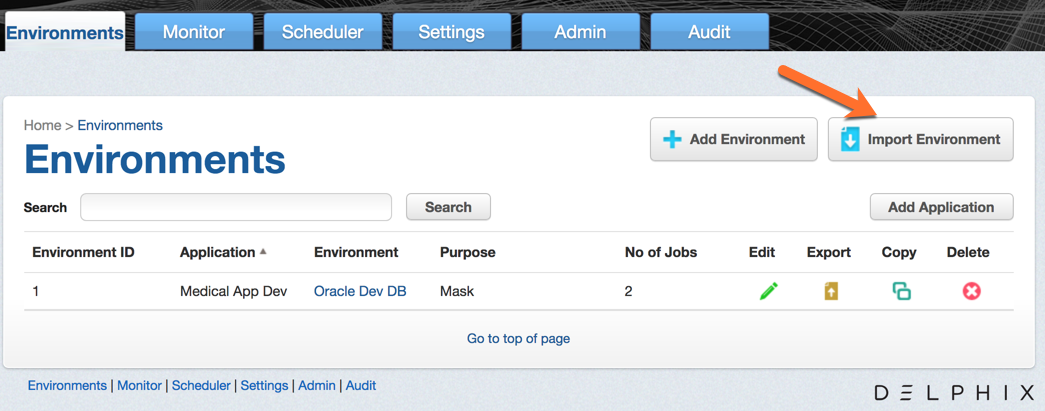 Environments Monitor Scheduler Settings Admin Audit
Home > Environments
Environments
Add Environment Import Environment
Search Search Add Application
Environment ID Application Environment Purpose No of Jobs Edit Export Copy Delete
1 Medical App Dev Oracle Dev DB Mask 2
Go to top of page
Environments | Monitor | Scheduler | Settings | Admin | Audit
DELPHIX